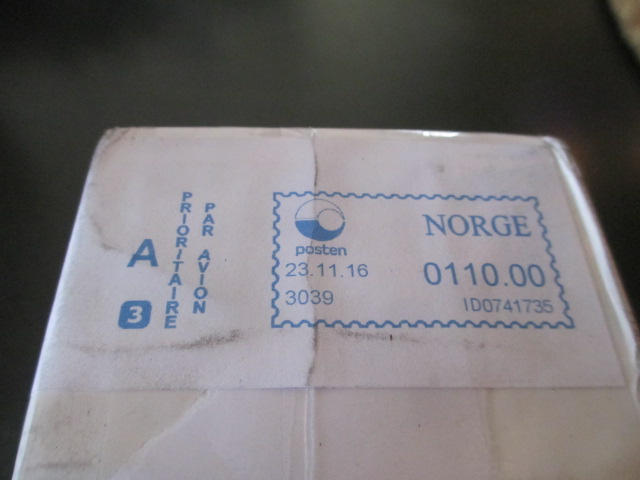 A
3
PRIORITAIRE
PAR AVION
posten
23.11.16
3039
NORGE
0110.00
ID0741735